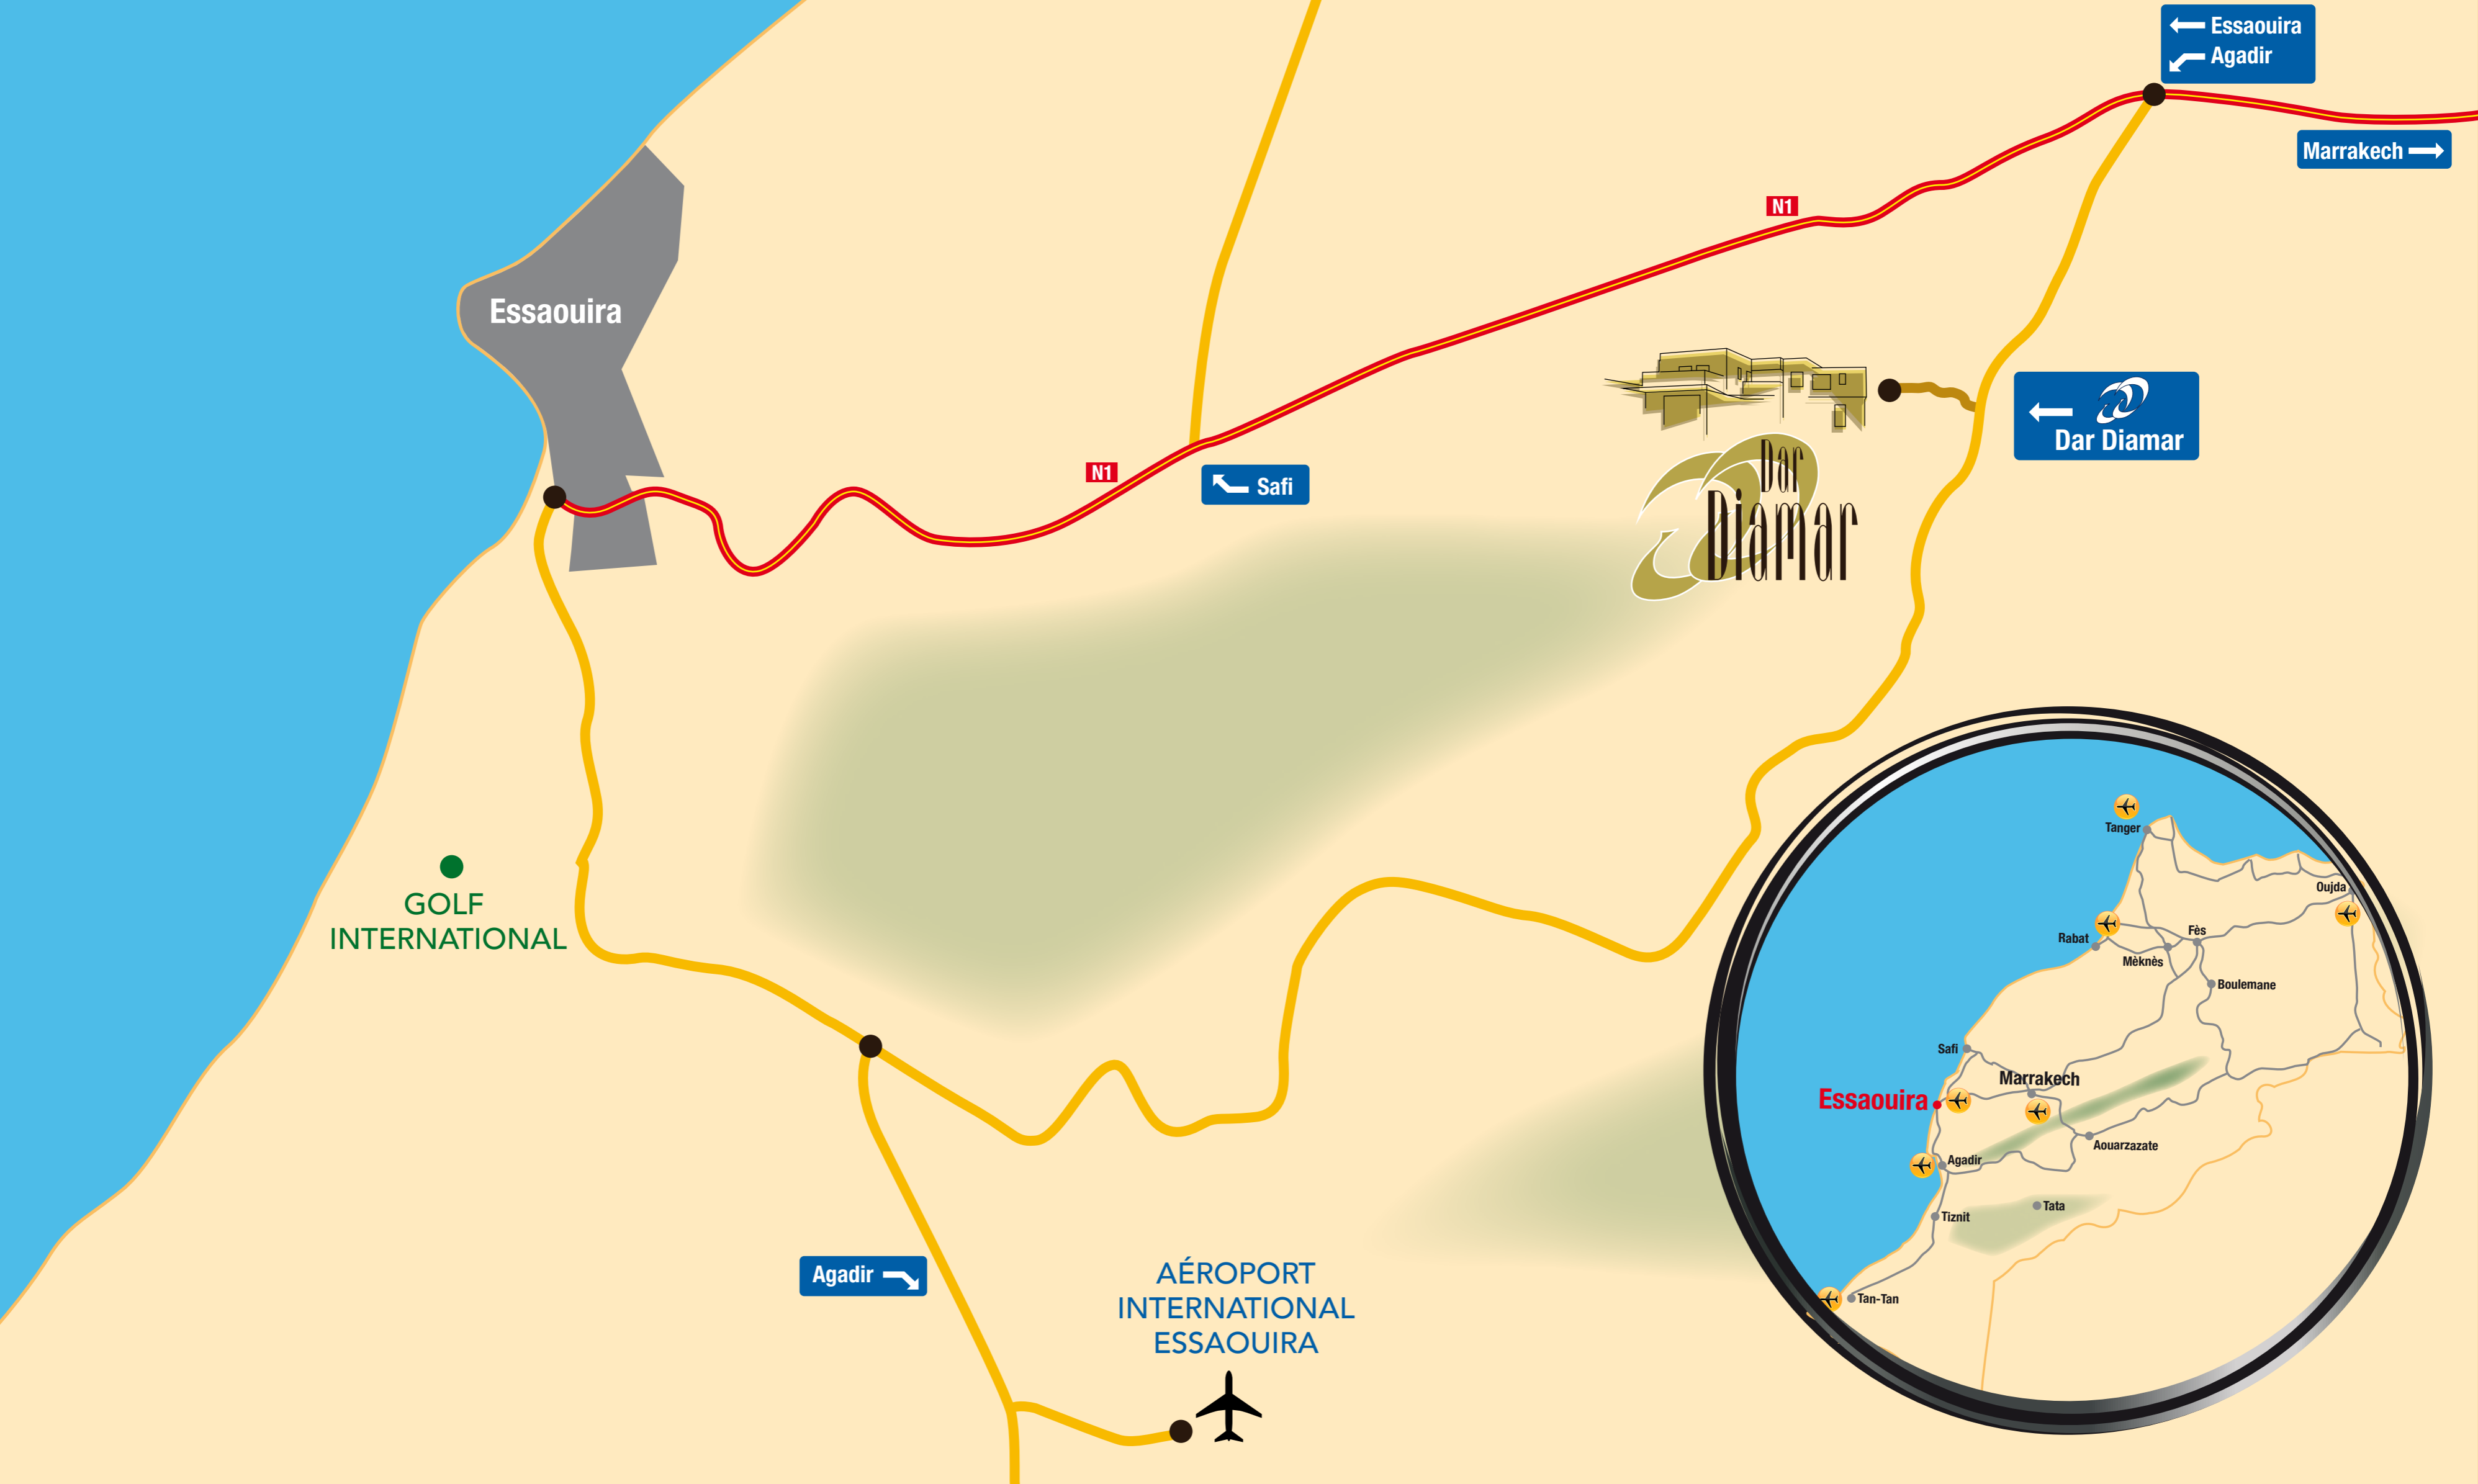 Essaouira
Agadir
Marrakech
N1
Essaouira
N1
Safi
Dar Diamar
Dar
Diamar
GOLF
INTERNATIONAL
Agadir
AÉROPORT
INTERNATIONAL
ESSAOUIRA
Tanger
Oujda
Rabat
Fès
Mèknès
Boulemane
Safi
Marrakech
Essaouira
Aouarzazate
Agadir
Tata
Tiznit
Tan-Tan